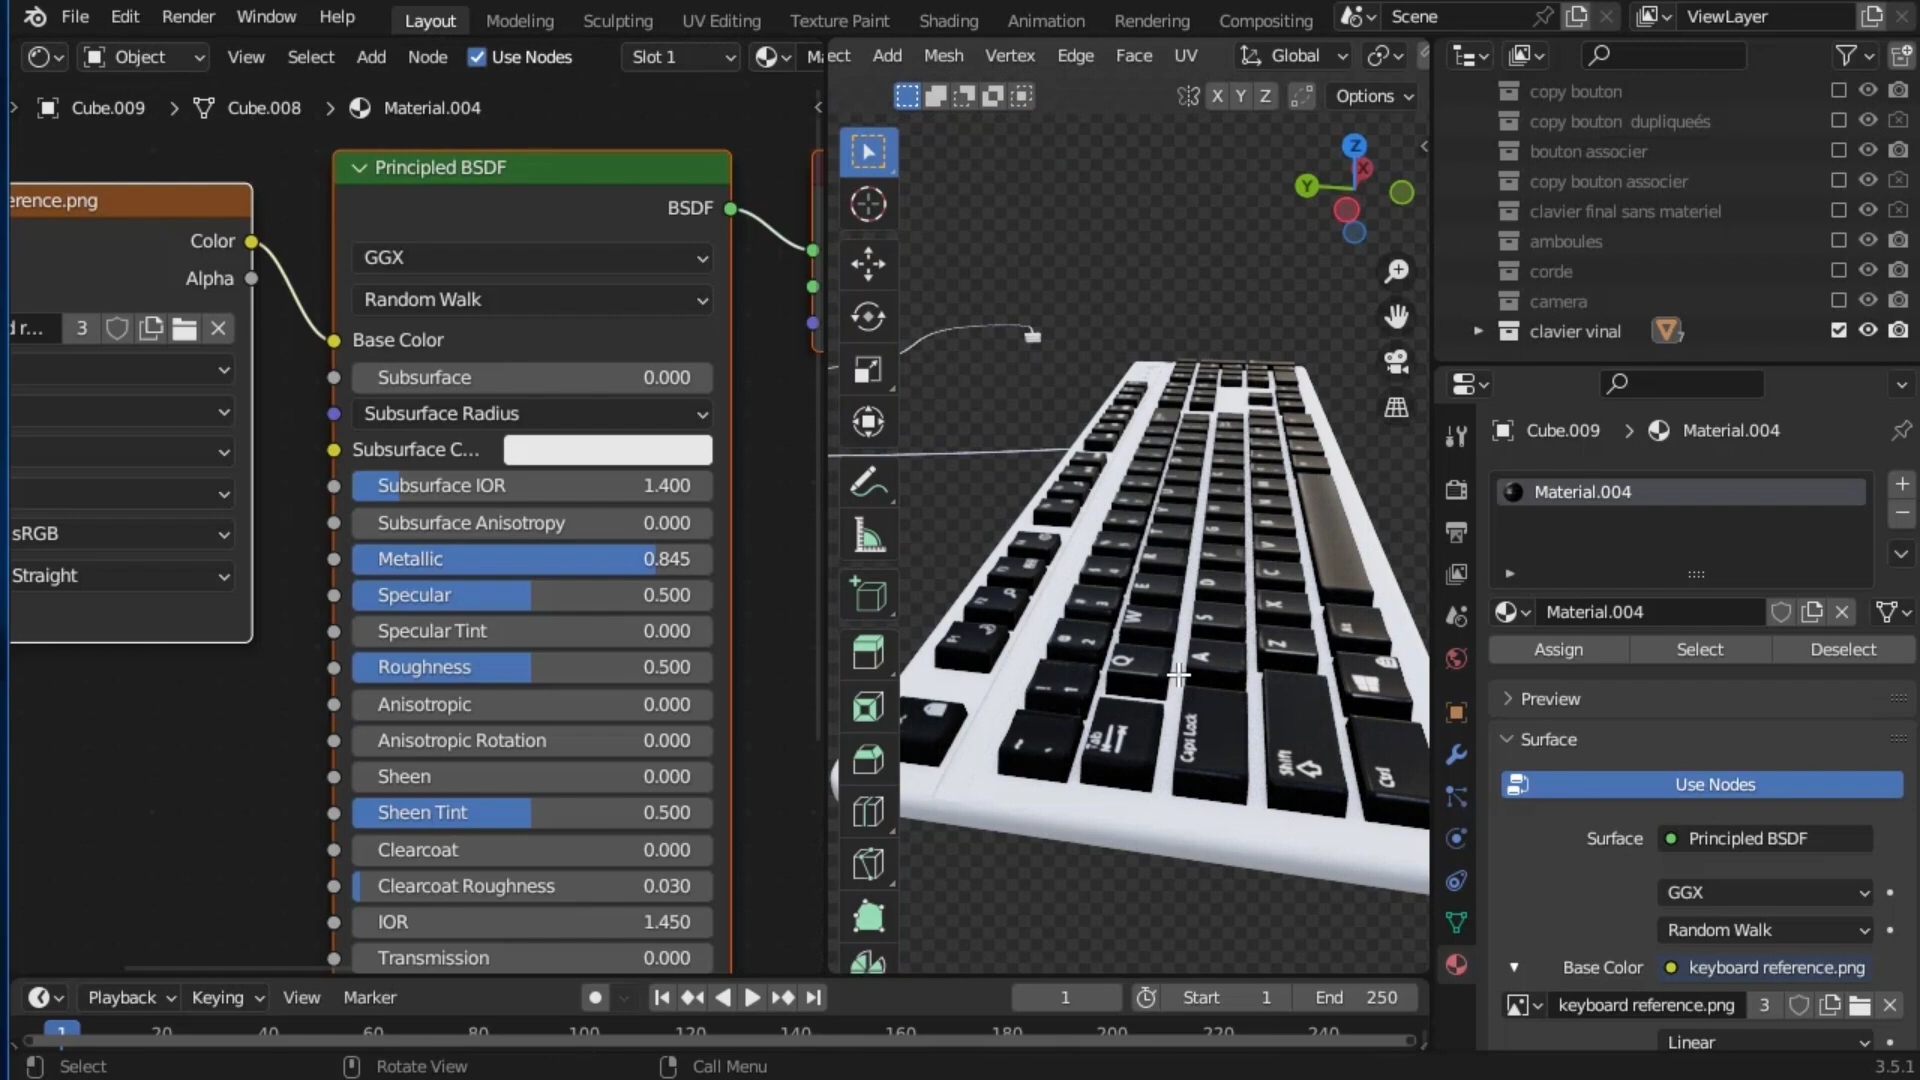 File Edit Render Window Help Layout Modeling Sculpting UV Editing Texture Paint Shading Animation Rendering Compositing Scene ViewLayer
Object View Select Add Node Use Nodes Slot 1 Add Mesh Vertex Edge Face UV Global
X Y Z Options
Cube.009 > Cube.008 > Material.004
erence.png
Color
Alpha
d r... 3
sRGB
Straight
Principled BSDF
BSDF
GGX
Random Walk
Base Color
Subsurface 0.000
Subsurface Radius
Subsurface C...
Subsurface IOR 1.400
Subsurface Anisotropy 0.000
Metallic 0.845
Specular 0.500
Specular Tint 0.000
Roughness 0.500
Anisotropic 0.000
Anisotropic Rotation 0.000
Sheen 0.000
Sheen Tint 0.500
Clearcoat 0.000
Clearcoat Roughness 0.030
IOR 1.450
Transmission 0.000
Z
X
Y
E
W
Q
D
S
A
C
X
Z
Tab
Caps Lock
Shift
Ctrl
copy bouton
copy bouton dupliqueés
bouton associer
copy bouton associer
clavier final sans materiel
amboules
corde
camera
clavier vinal 7
Cube.009 > Material.004
Material.004
Material.004
Assign Select Deselect
Preview
Surface
Use Nodes
Surface Principled BSDF
GGX
Random Walk
Base Color keyboard reference.png
keyboard reference.png 3
Linear
Playback Keying View Marker 1 Start 1 End 250
1 20 40 60 80 100 120 140 160 180 200 220 240
Select Rotate View Call Menu 3.5.1